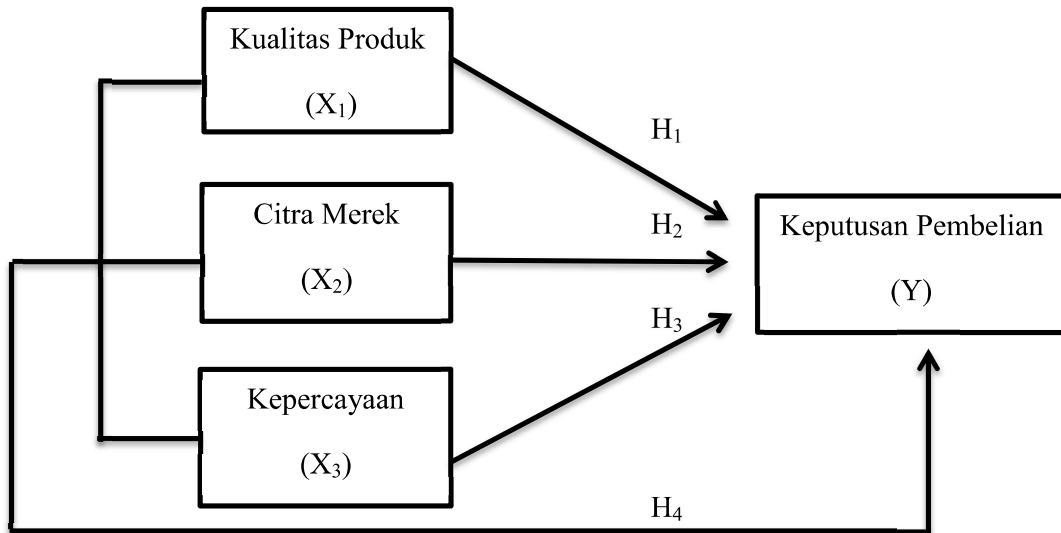 Kualitas Produk
(X₁)
H₁
Citra Merek
(X₂)
H₂
Keputusan Pembelian
(Y)
H₃
Kepercayaan
(X₃)
H₄